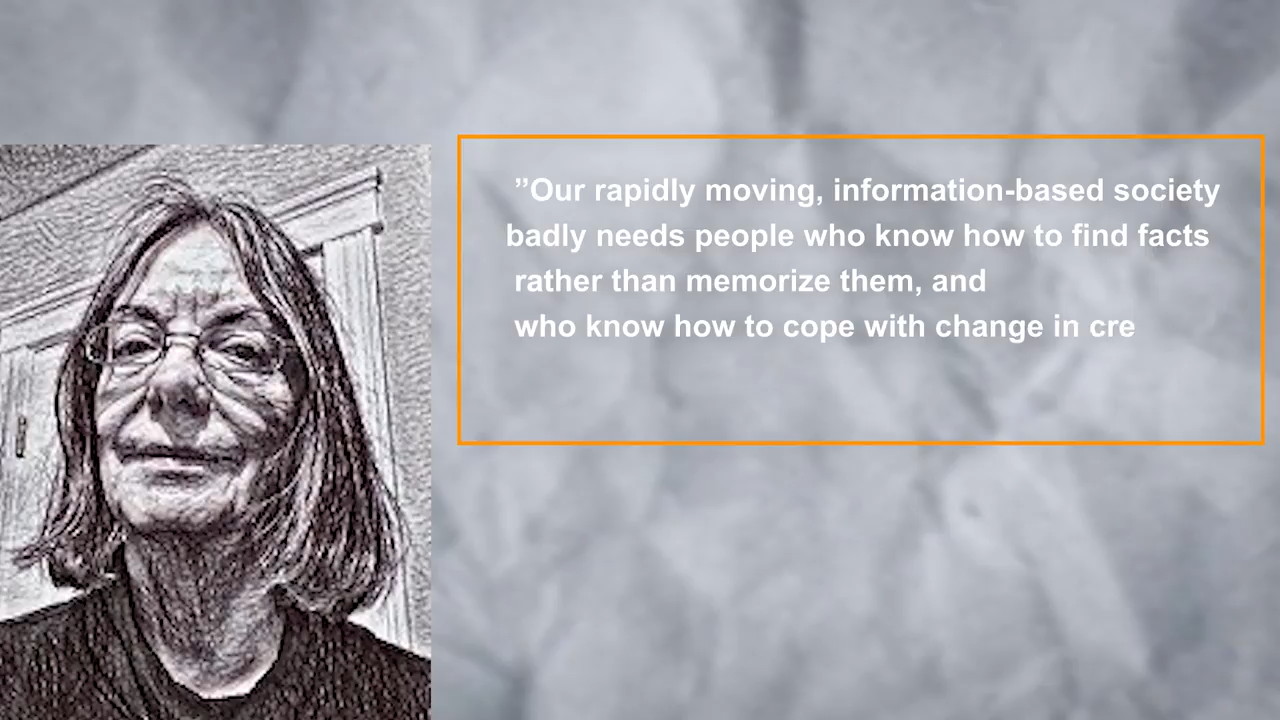 ”Our rapidly moving, information-based society
badly needs people who know how to find facts
rather than memorize them, and
who know how to cope with change in cre